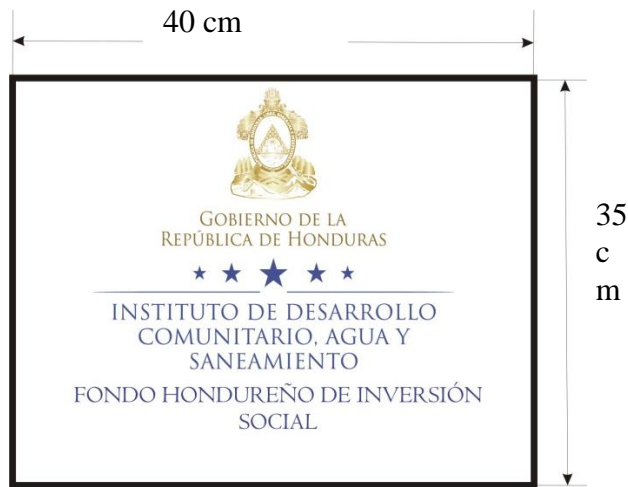 40 cm
GOBIERNO DE LA
REPÚBLICA DE HONDURAS
INSTITUTO DE DESARROLLO
COMUNITARIO, AGUA Y
SANEAMIENTO
FONDO HONDUREÑO DE INVERSIÓN
SOCIAL
35
c
m